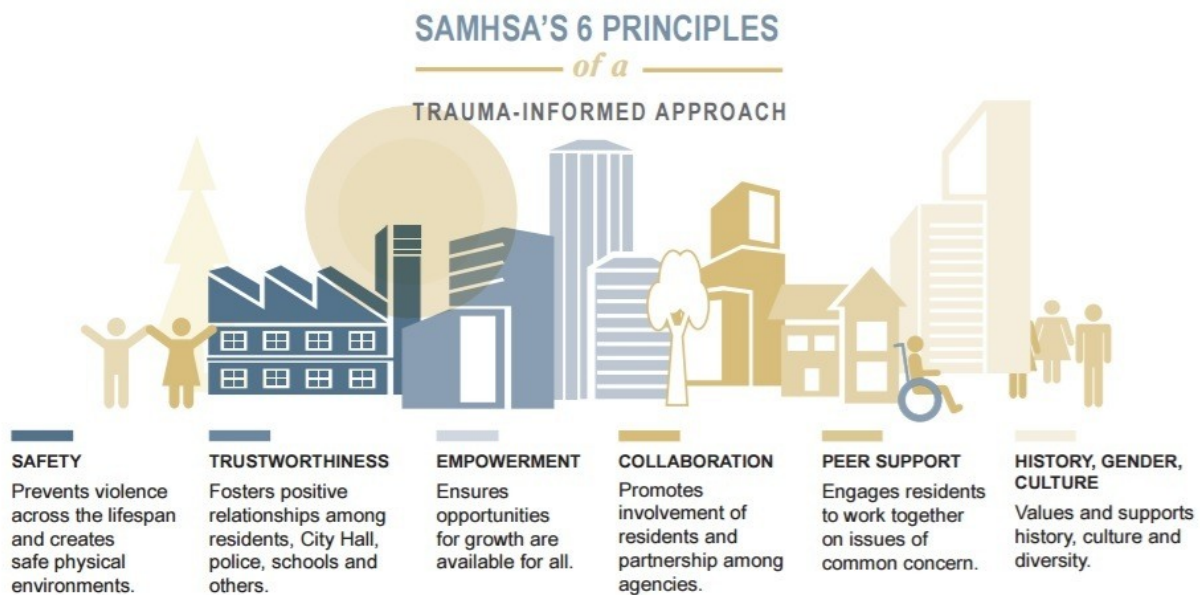 SAMHSA'S 6 PRINCIPLES
of a
TRAUMA-INFORMED APPROACH
SAFETY
Prevents violence
across the lifespan
and creates
safe physical
environments.
TRUSTWORTHINESS
Fosters positive
relationships among
residents, City Hall,
police, schools and
others.
EMPOWERMENT
Ensures
opportunities
for growth are
available for all.
COLLABORATION
Promotes
involvement of
residents and
partnership among
agencies.
PEER SUPPORT
Engages residents
to work together
on issues of
common concern.
HISTORY, GENDER,
CULTURE
Values and supports
history, culture and
diversity.